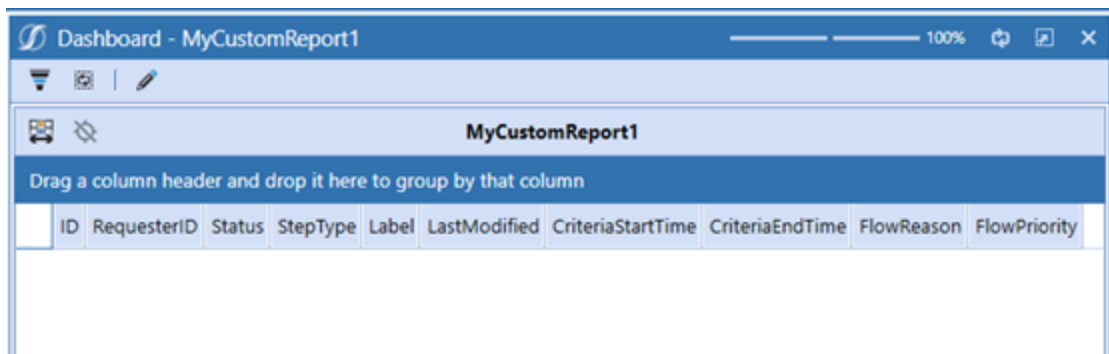 Dashboard - MyCustomReport1 100%
MyCustomReport1
Drag a column header and drop it here to group by that column
ID RequesterID Status StepType Label LastModified CriteriaStartTime CriteriaEndTime FlowReason FlowPriority